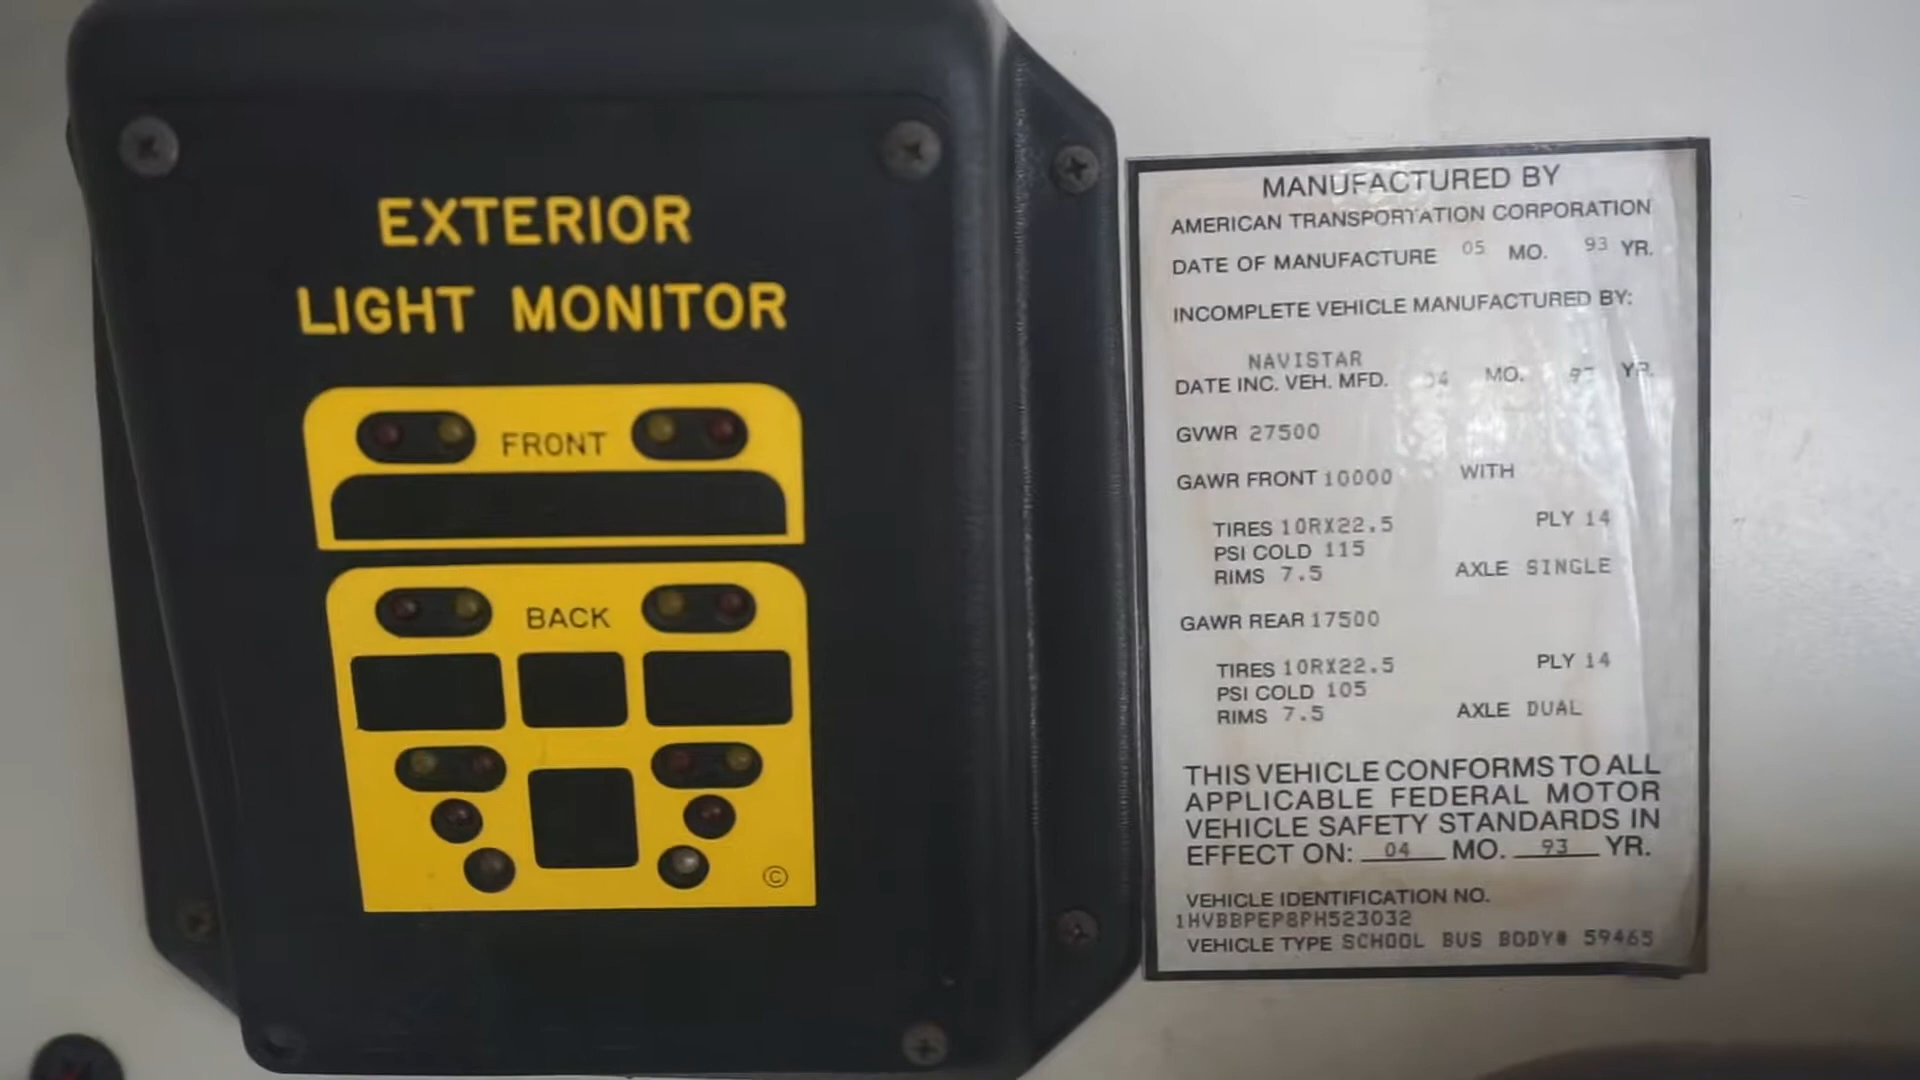 EXTERIOR
LIGHT MONITOR
FRONT
BACK
©
MANUFACTURED BY
AMERICAN TRANSPORTATION CORPORATION
DATE OF MANUFACTURE 05 MO. 93 YR.
INCOMPLETE VEHICLE MANUFACTURED BY:
NAVISTAR
DATE INC. VEH. MFD. MO. YR.
GVWR 27500
GAWR FRONT 10000 WITH
TIRES 10RX22.5 PLY 14
PSI COLD 115
RIMS 7.5 AXLE SINGLE
GAWR REAR 17500
TIRES 10RX22.5 PLY 14
PSI COLD 105
RIMS 7.5 AXLE DUAL
THIS VEHICLE CONFORMS TO ALL
APPLICABLE FEDERAL MOTOR
VEHICLE SAFETY STANDARDS IN
EFFECT ON: 04 MO. 93 YR.
VEHICLE IDENTIFICATION NO.
1HVBBPEP8PH523032
VEHICLE TYPE SCHOOL BUS BODY# 59465